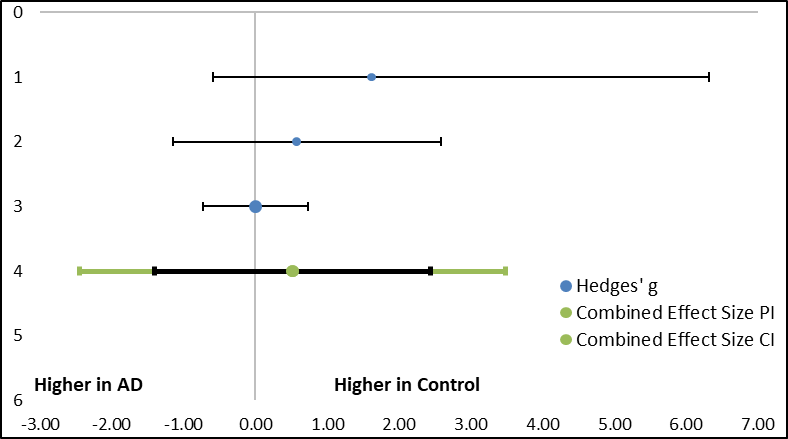 0
1
2
3
4
5
6
Hedges' g
Combined Effect Size PI
Combined Effect Size CI
Higher in AD Higher in Control
-3.00 -2.00 -1.00 0.00 1.00 2.00 3.00 4.00 5.00 6.00 7.00